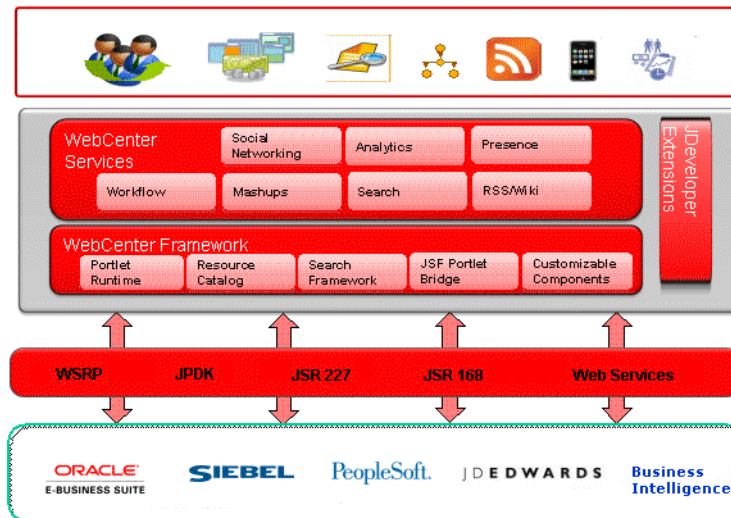 WebCenter
Services
Social
Networking
Analytics
Presence
Workflow
Mashups
Search
RSS/Wiki
JDeveloper
Extensions
WebCenter Framework
Portlet
Runtime
Resource
Catalog
Search
Framework
JSF Portlet
Bridge
Customizable
Components
WSRP
JPDK
JSR 227
JSR 168
Web Services
ORACLE
E-BUSINESS SUITE
SIEBEL
PeopleSoft.
JDEDWARDS
Business
Intelligence